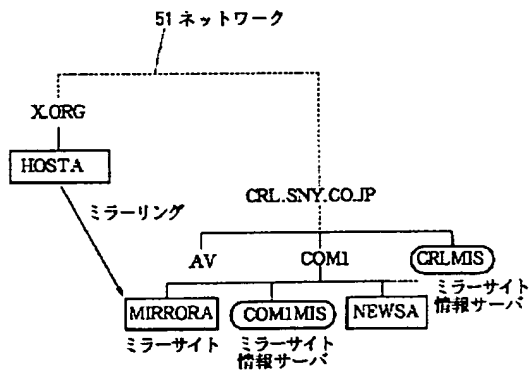 51 ネットワーク
X.ORG
HOSTA
ミラーリング
CRL.SNY.CO.JP
AV
COM1
CRLMIS
ミラーサイト
情報サーバ
MIRRORA
COM1MIS
NEWSA
ミラーサイト
ミラーサイト
情報サーバ